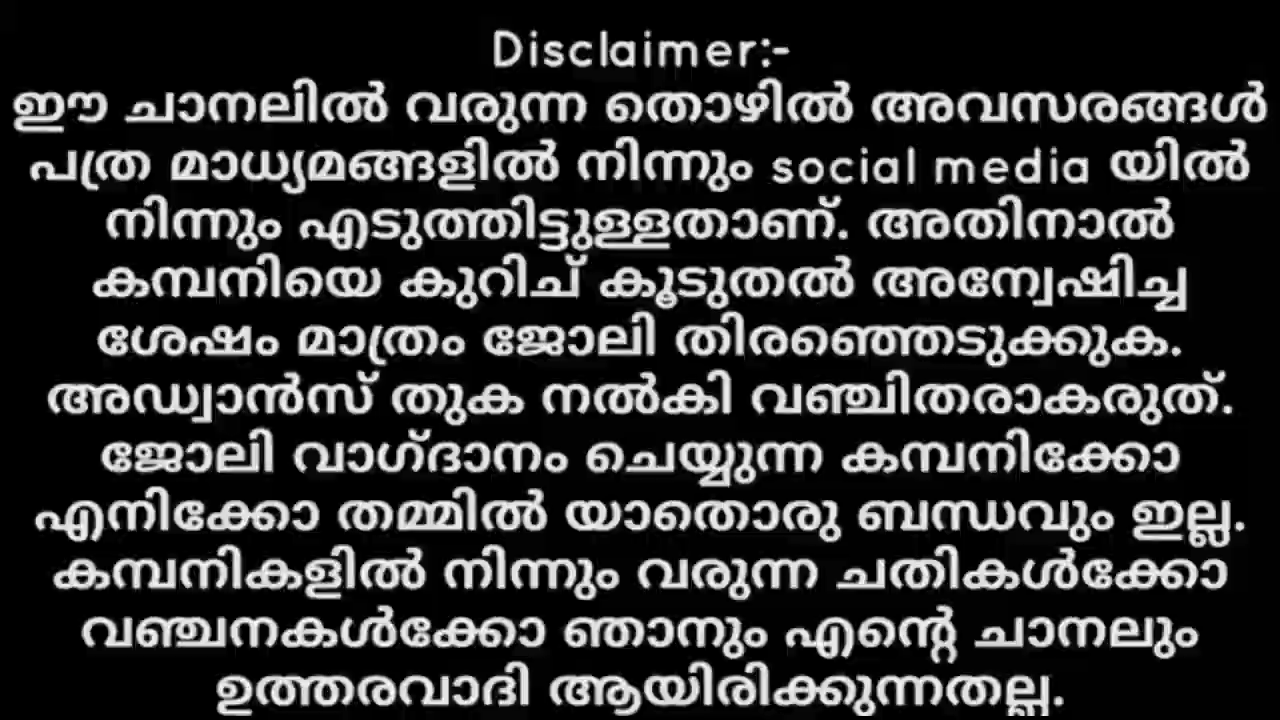 Disclaimer:-
ഈ ചാനലിൽ വരുന്ന തൊഴിൽ അവസരങ്ങൾ
പത്ര മാധ്യമങ്ങളിൽ നിന്നും social media യിൽ
നിന്നും എടുത്തിട്ടുള്ളതാണ്. അതിനാൽ
കമ്പനിയെ കുറിച് കൂടുതൽ അന്വേഷിച്ച
ശേഷം മാത്രം ജോലി തിരഞ്ഞെടുക്കുക.
അഡ്വാൻസ് തുക നൽകി വഞ്ചിതരാകരുത്.
ജോലി വാഗ്ദാനം ചെയ്യുന്ന കമ്പനിക്കോ
എനിക്കോ തമ്മിൽ യാതൊരു ബന്ധവും ഇല്ല.
കമ്പനികളിൽ നിന്നും വരുന്ന ചതികൾക്കോ
വഞ്ചനകൾക്കോ ഞാനും എന്റെ ചാനലും
ഉത്തരവാദി ആയിരിക്കുന്നതല്ല.